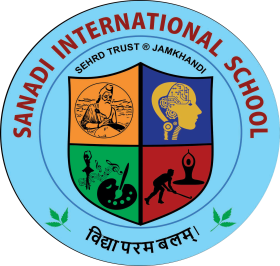 SANADI INTERNATIONAL SCHOOL
SEHRD TRUST ® JAMKHANDI
विद्या परम बलम्।